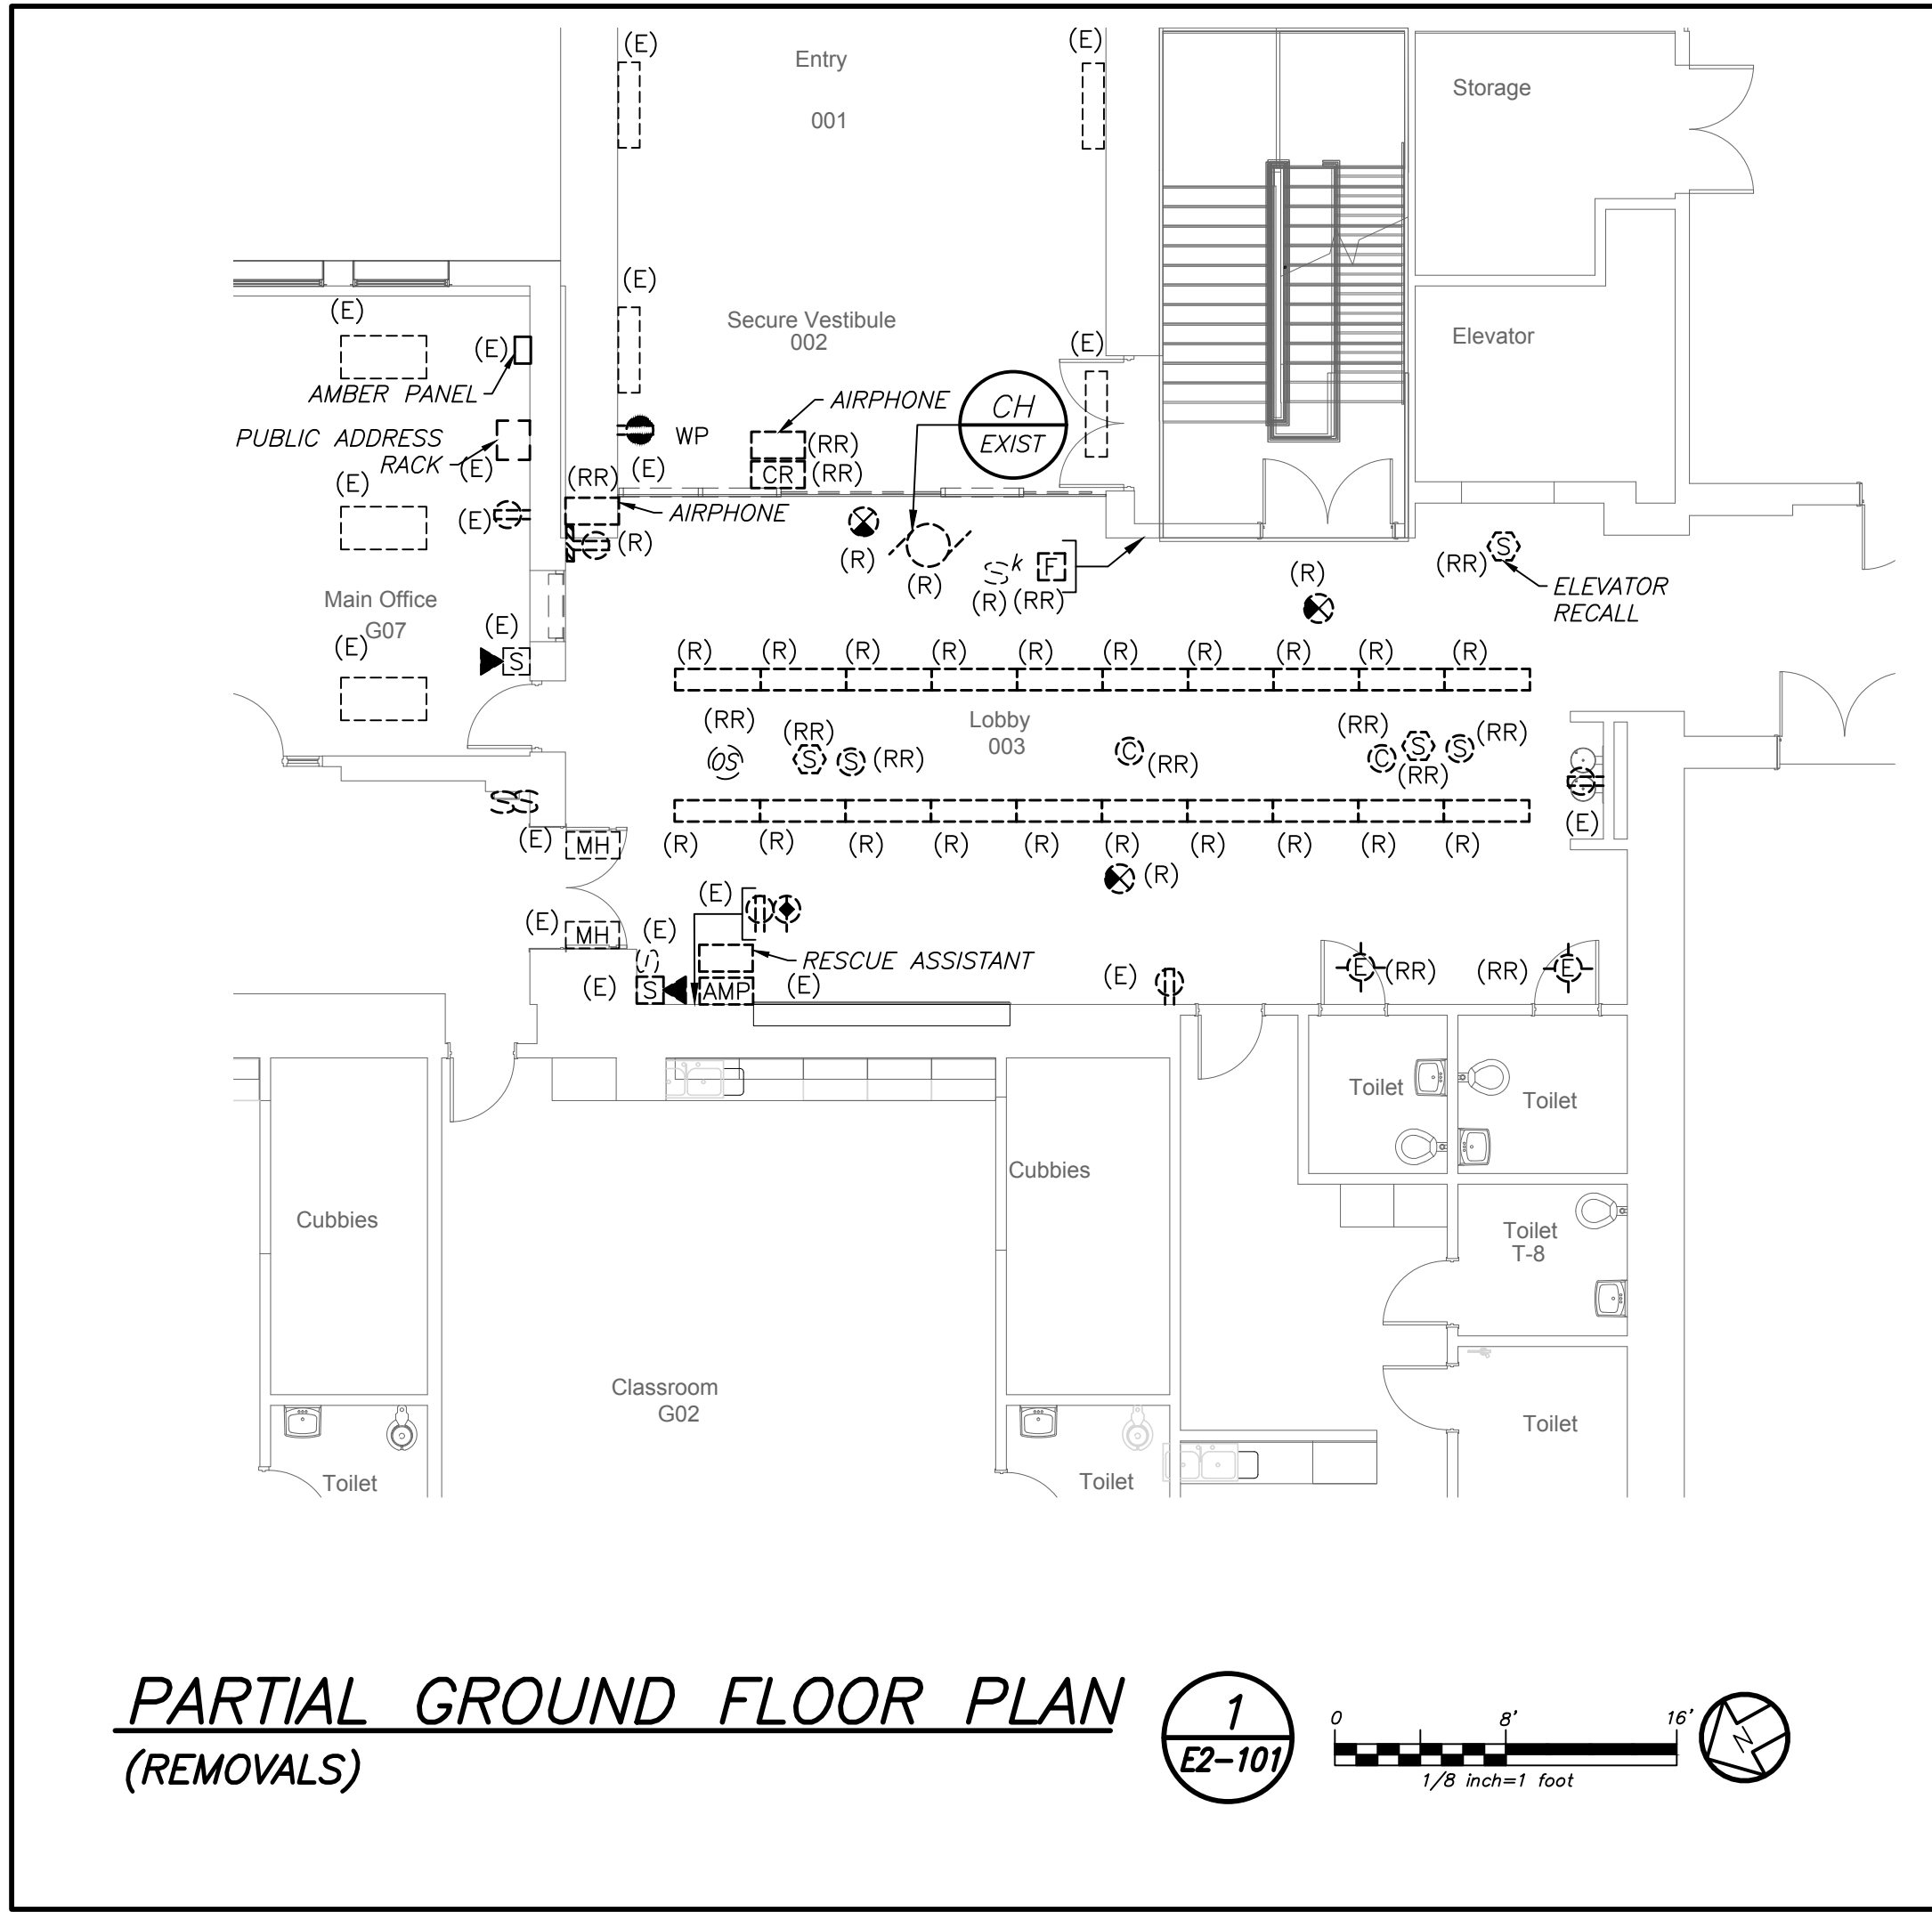 (E)
(E)
Entry
001
Storage
(E)
(E)
Secure Vestibule
002
(E)
Elevator
(E)
AMBER PANEL
PUBLIC ADDRESS
RACK
(E)
(E)
(E)
WP
(E)
AIRPHONE
(RR)
CR
(RR)
CH
EXIST
(RR)
AIRPHONE
(E)
(R)
(R)
(R)
S K
F
(R)
(RR)
(R)
(RR)
S
ELEVATOR
RECALL
Main Office
G07
(E)
(E)
S
(R) (R) (R) (R) (R) (R) (R) (R) (R) (R)
(RR)
OS
(RR)
S
S
(RR)
Lobby
003
C
(RR)
(RR)
C
S
(RR)
S
(RR)
SS
(E)
MH
(E)
(R) (R) (R) (R) (R) (R) (R) (R) (R) (R)
(R)
(E)
MH
(E)
(E)
I
(E)
S
RESCUE ASSISTANT
AMP
(E)
(E)
E
(RR)
(RR)
E
Toilet
Toilet
Cubbies
Cubbies
Toilet
T-8
Classroom
G02
Toilet
Toilet
Toilet
PARTIAL GROUND FLOOR PLAN
(REMOVALS)
1
E2-101
0
8'
16'
1/8 inch=1 foot
N